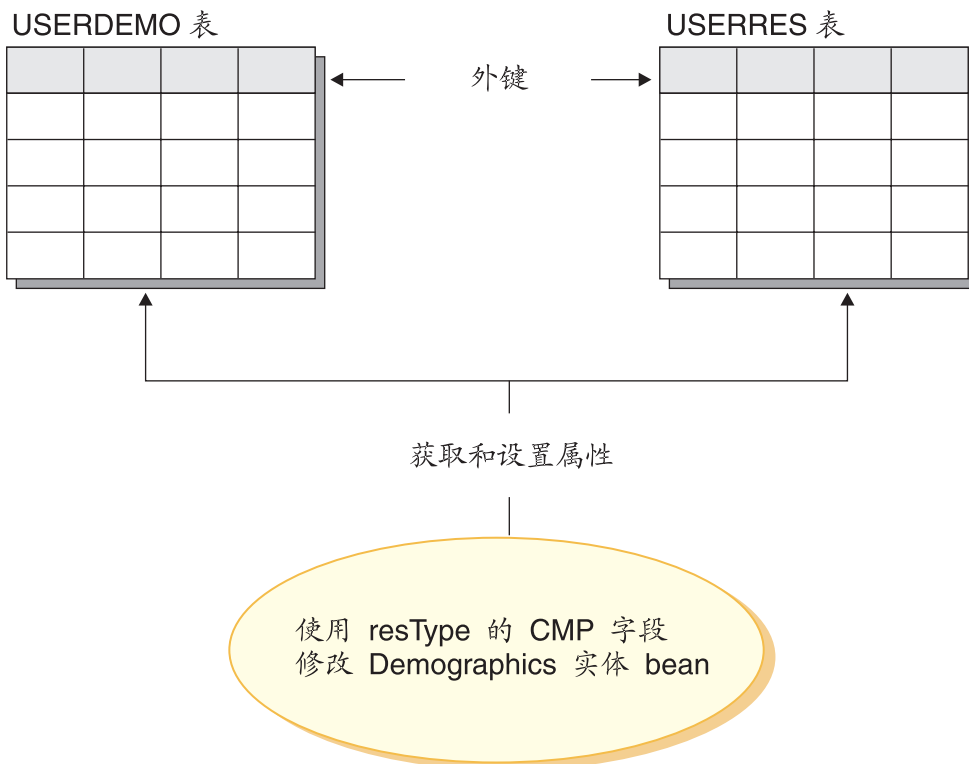 USERDEMO 表
USERRES 表
外键
获取和设置属性
使用 resType 的 CMP 字段
修改 Demographics 实体 bean